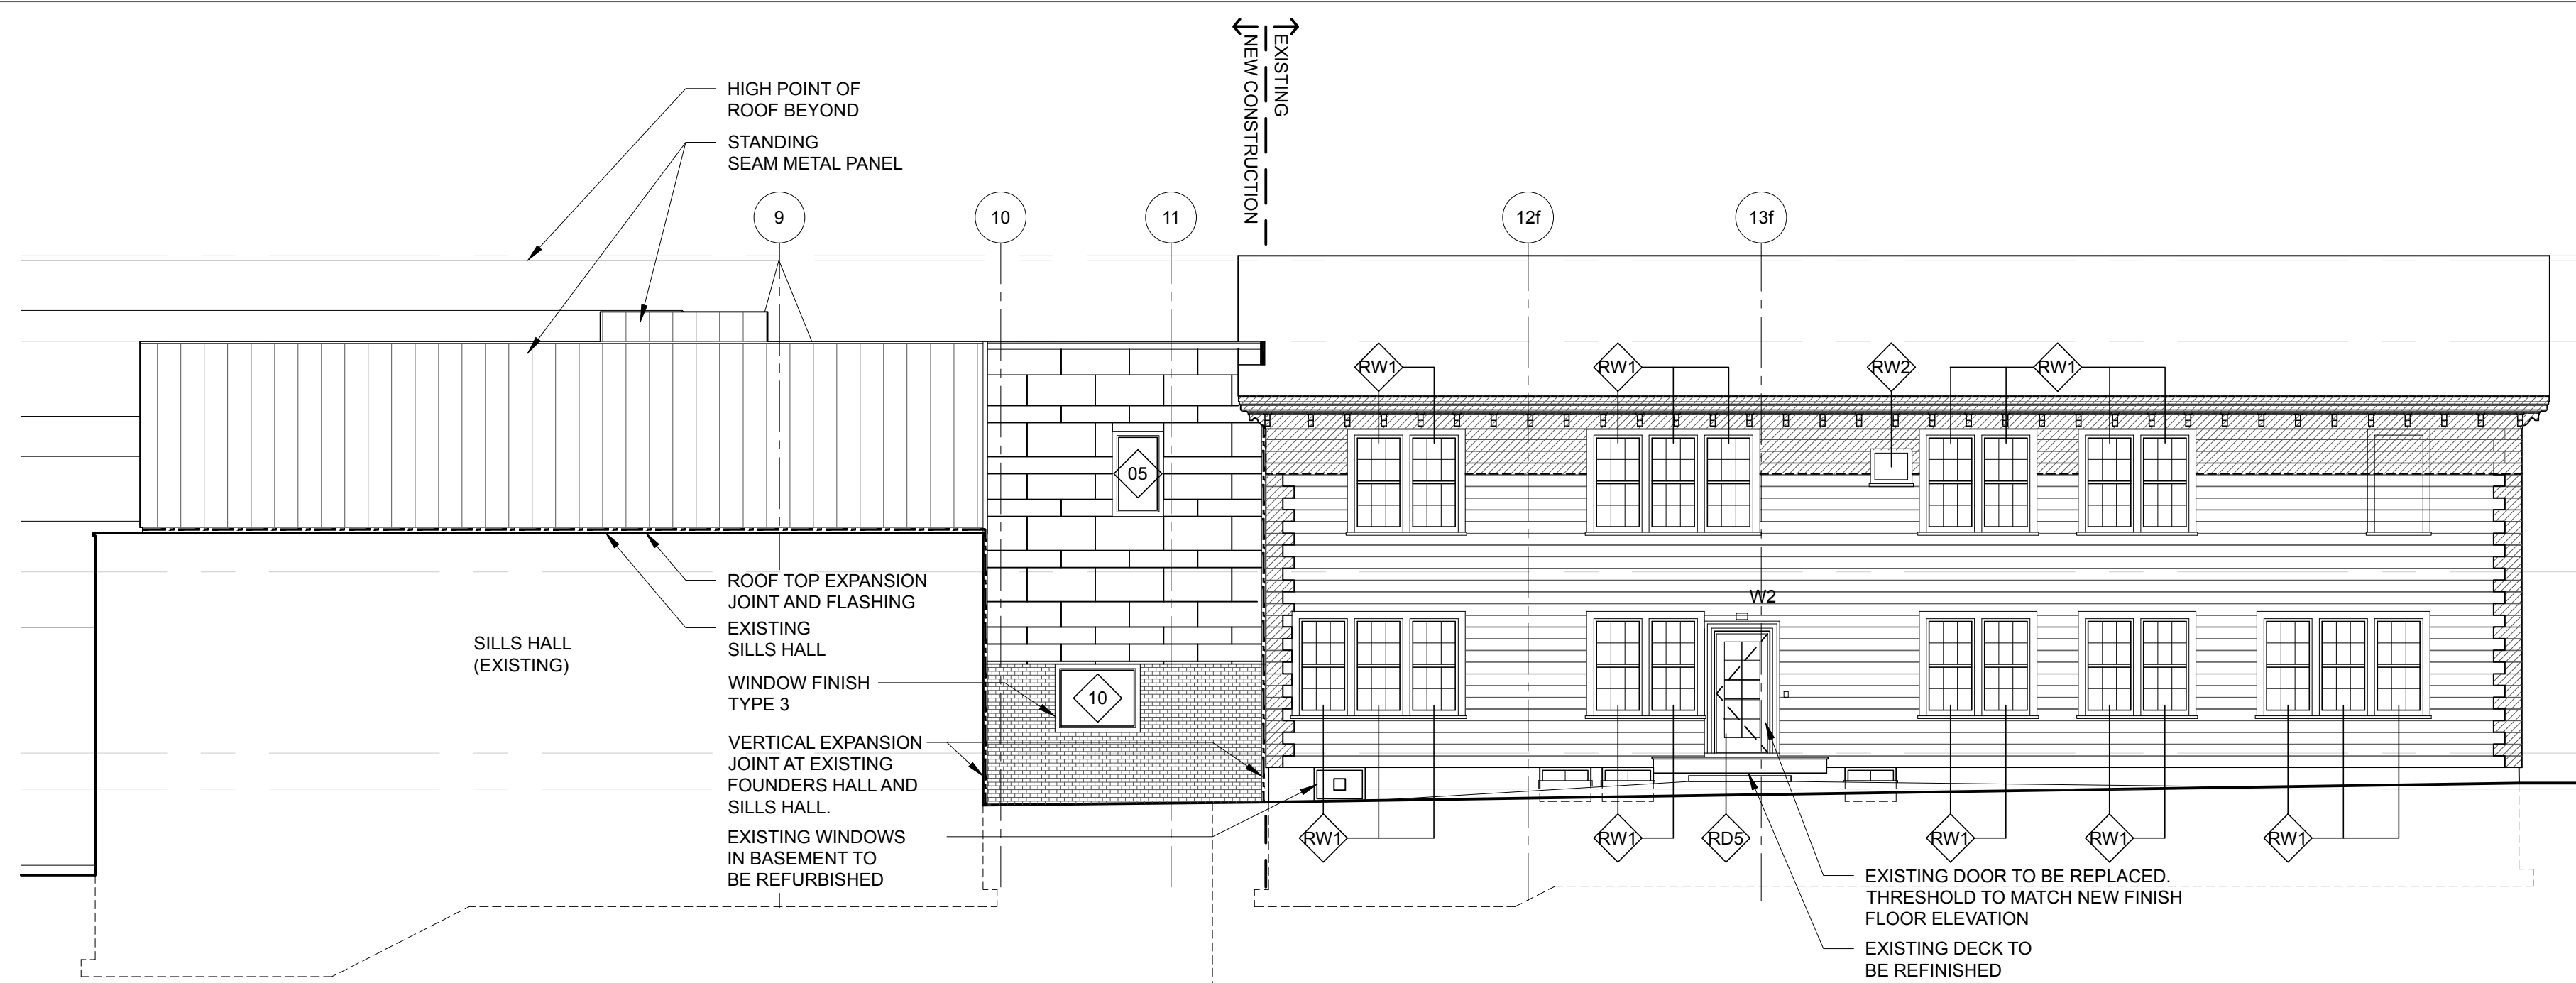 EXISTING
NEW CONSTRUCTION
HIGH POINT OF
ROOF BEYOND
STANDING
SEAM METAL PANEL
9
10
11
12f
13f
RW1
RW1
RW2
RW1
05
ROOF TOP EXPANSION
JOINT AND FLASHING
EXISTING
SILLS HALL
SILLS HALL
(EXISTING)
W2
WINDOW FINISH
TYPE 3
10
VERTICAL EXPANSION
JOINT AT EXISTING
FOUNDERS HALL AND
SILLS HALL.
EXISTING WINDOWS
IN BASEMENT TO
BE REFURBISHED
RW1
RW1
RD5
RW1
RW1
RW1
EXISTING DOOR TO BE REPLACED.
THRESHOLD TO MATCH NEW FINISH
FLOOR ELEVATION
EXISTING DECK TO
BE REFINISHED